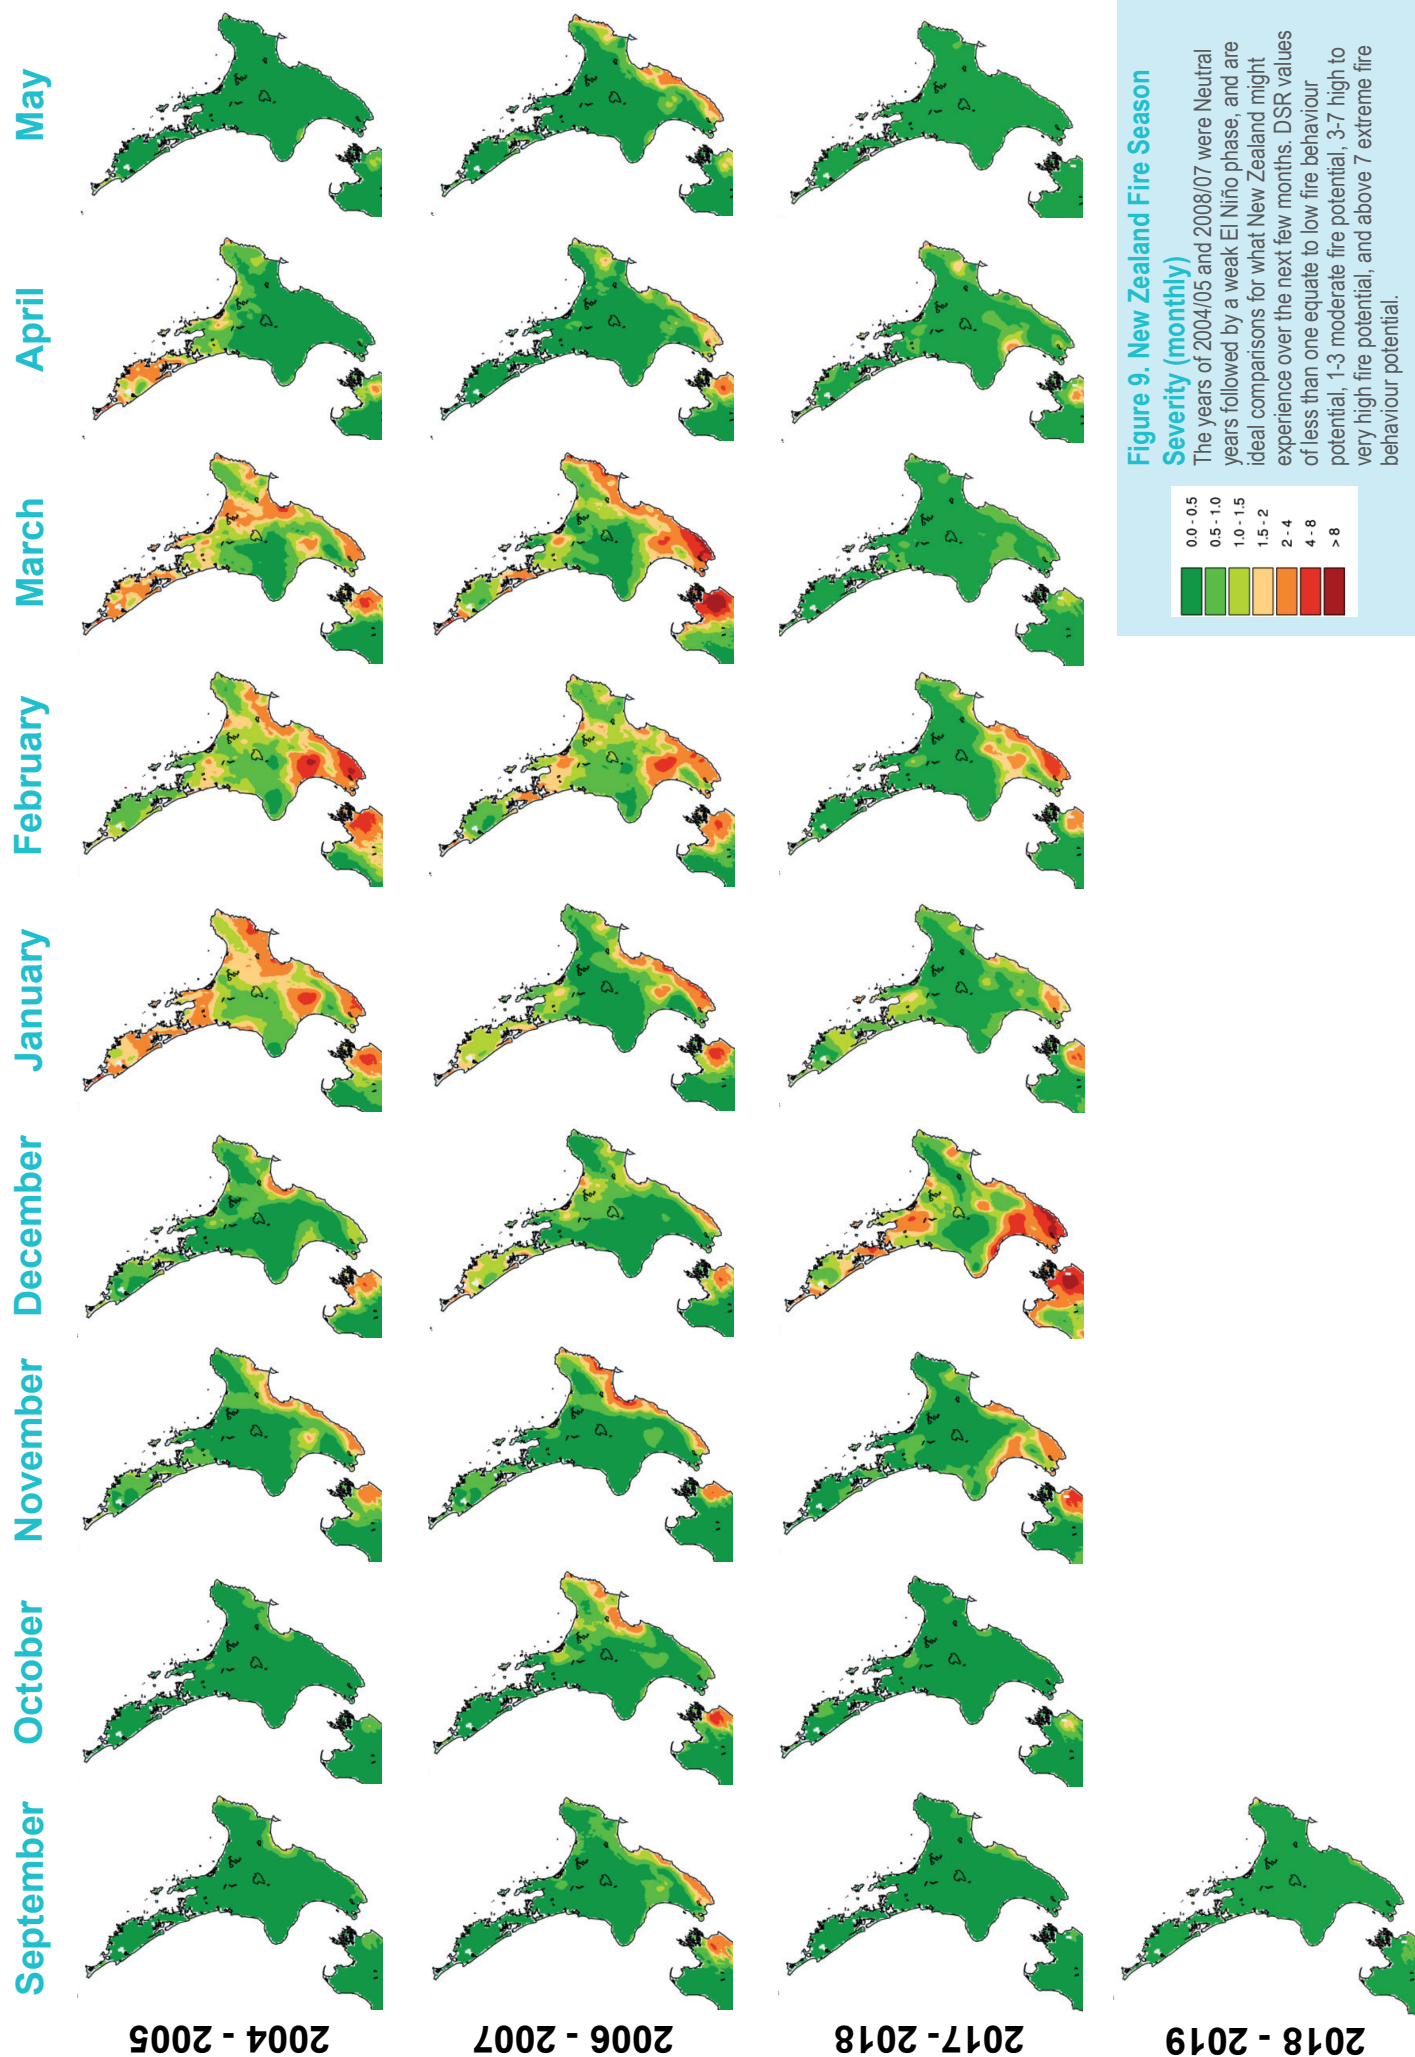 September
October
November
December
January
February
March
April
May
2004 - 2005
2006 - 2007
2017- 2018
2018 - 2019
0.0 - 0.5
0.5 - 1.0
1.0 - 1.5
1.5 - 2
2 - 4
4 - 8
> 8
Figure 9. New Zealand Fire Season
Severity (monthly)
The years of 2004/05 and 2008/07 were Neutral
years followed by a weak El Niño phase, and are
ideal comparisons for what New Zealand might
experience over the next few months. DSR values
of less than one equate to low fire behaviour
potential, 1-3 moderate fire potential, 3-7 high to
very high fire potential, and above 7 extreme fire
behaviour potential.